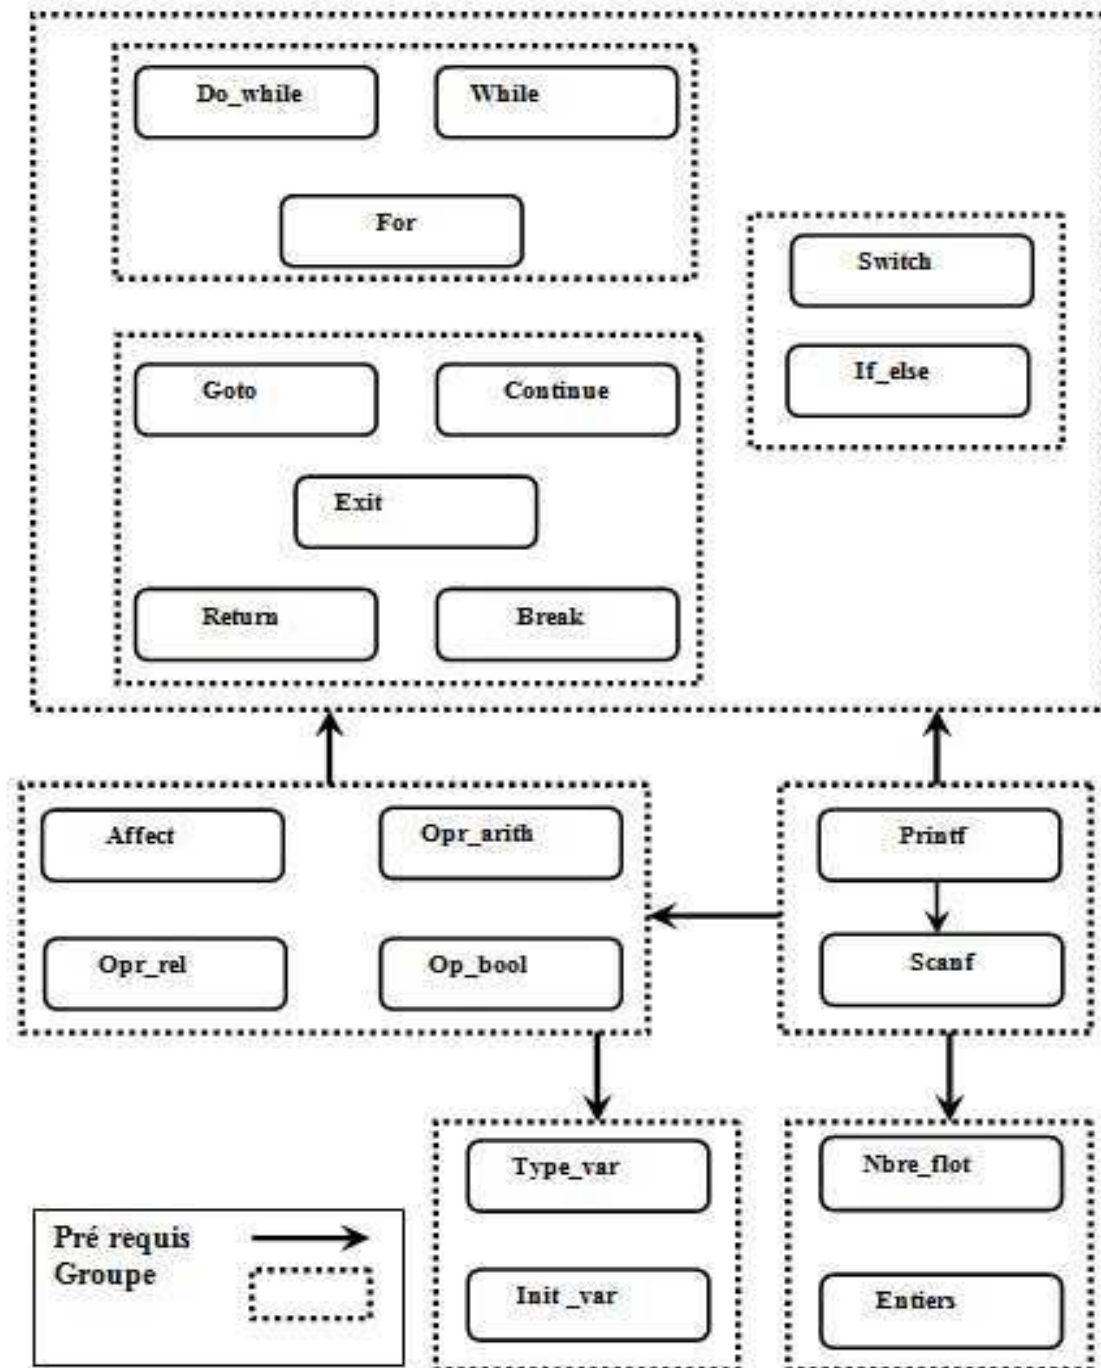 Do_while
While
For
Switch
If_else
Goto
Continue
Exit
Return
Break
Affect
Opr_arith
Opr_rel
Op_bool
Printf
Scanf
Type_var
Init _var
Nbre_flot
Entiers
Pré requis
Groupe